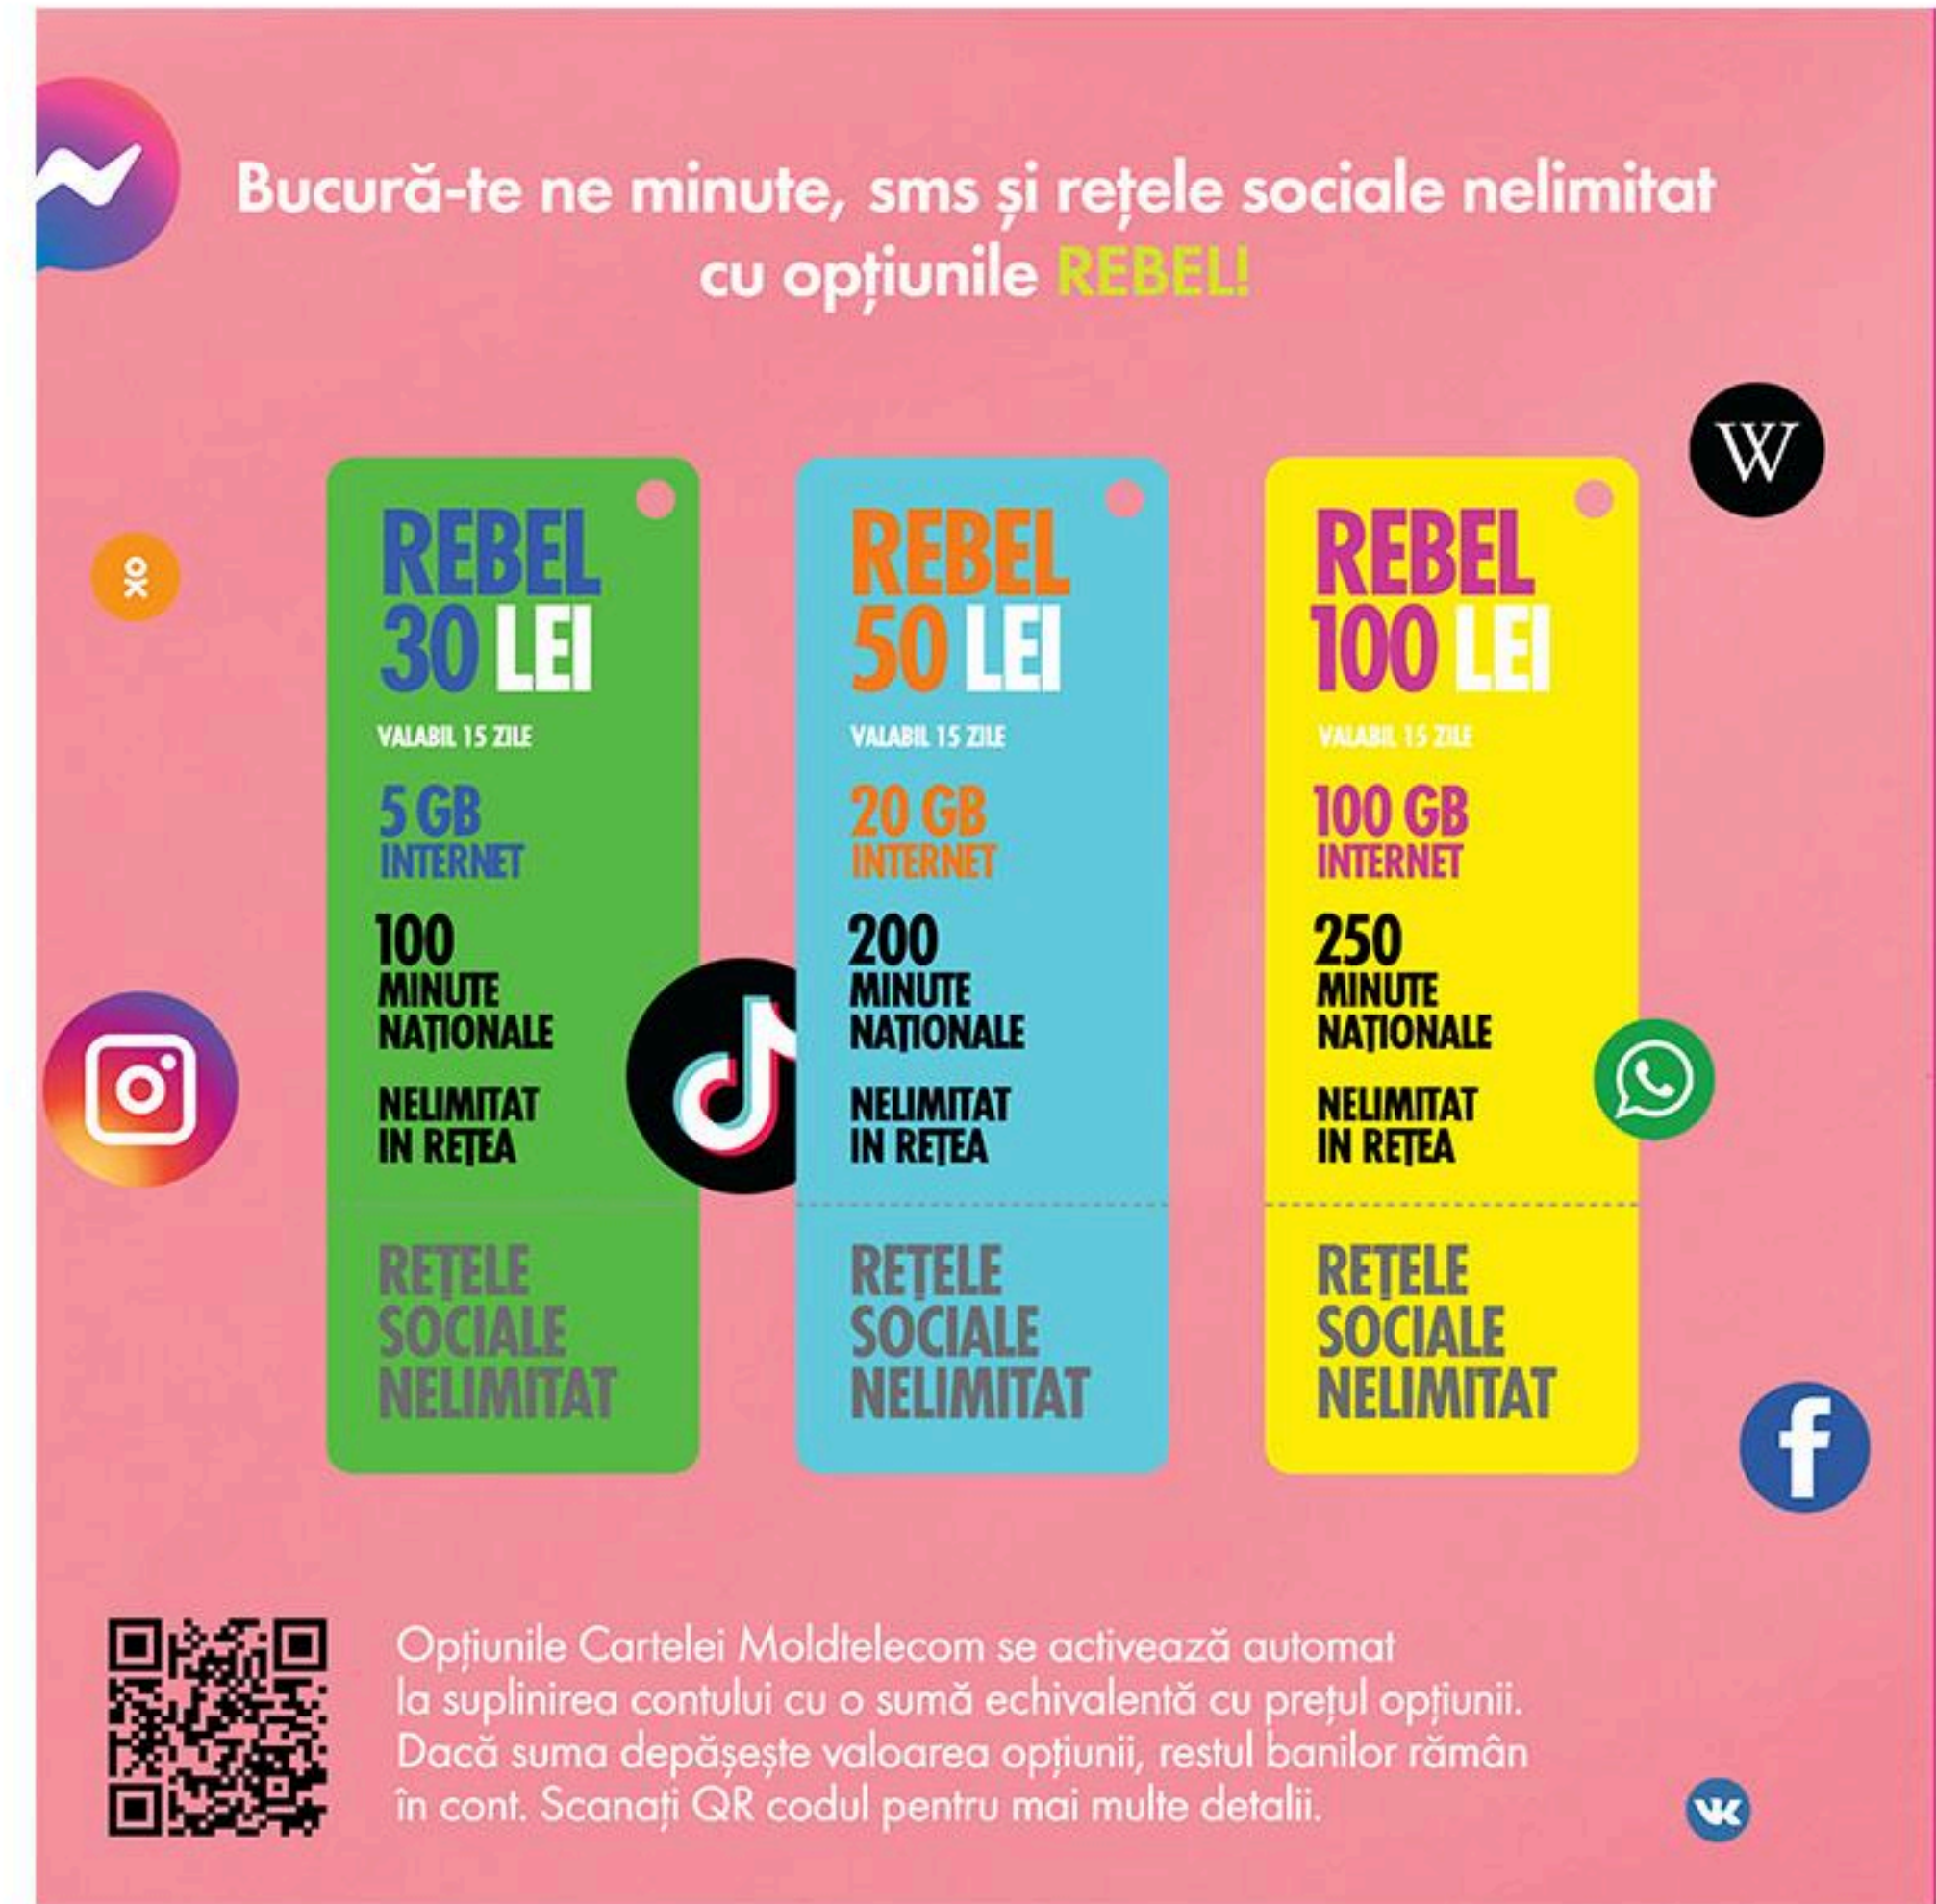 Bucură-te ne minute, sms și rețele sociale nelimitat
cu opțiunile REBEL!
W
REBEL
30 LEI
VALABIL 15 ZILE
5 GB
INTERNET
100
MINUTE
NAȚIONALE
NELIMITAT
IN REȚEA
REȚELE
SOCIALE
NELIMITAT
REBEL
50 LEI
VALABIL 15 ZILE
20 GB
INTERNET
200
MINUTE
NAȚIONALE
NELIMITAT
IN REȚEA
REȚELE
SOCIALE
NELIMITAT
REBEL
100 LEI
VALABIL 15 ZILE
100 GB
INTERNET
250
MINUTE
NAȚIONALE
NELIMITAT
IN REȚEA
REȚELE
SOCIALE
NELIMITAT
f
Opțiunile Cartelei Moldtelecom se activează automat
la suplinirea contului cu o sumă echivalentă cu prețul opțiunii.
Dacă suma depășește valoarea opțiunii, restul banilor rămân
în cont. Scanați QR codul pentru mai multe detalii.
VK